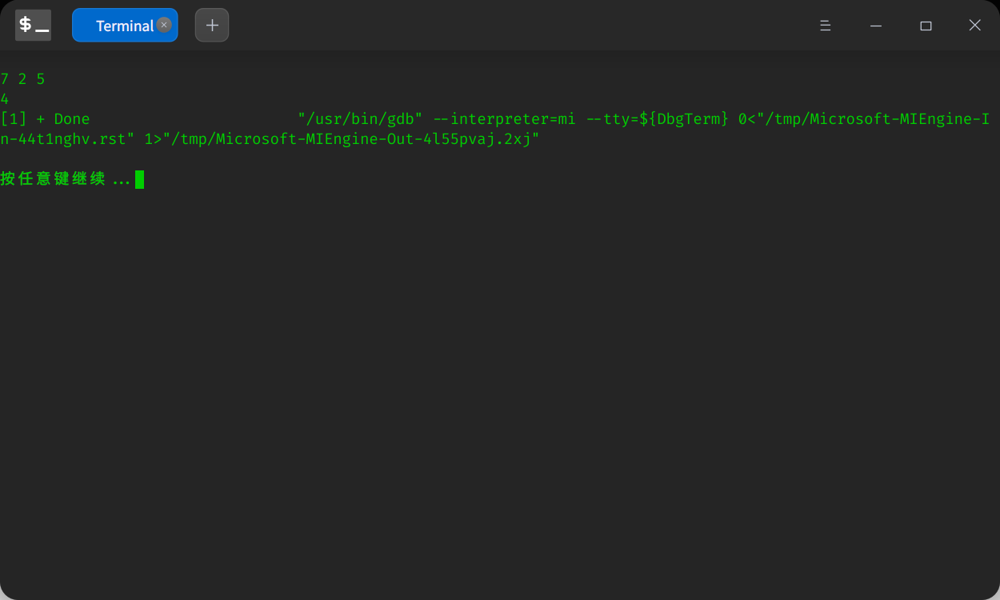 $ _
Terminal
7 2 5
4
[1] + Done                       "/usr/bin/gdb" --interpreter=mi --tty=${DbgTerm} 0<"/tmp/Microsoft-MIEngine-I
n-44t1nghv.rst" 1>"/tmp/Microsoft-MIEngine-Out-4l55pvaj.2xj"
按任意键继续 ...